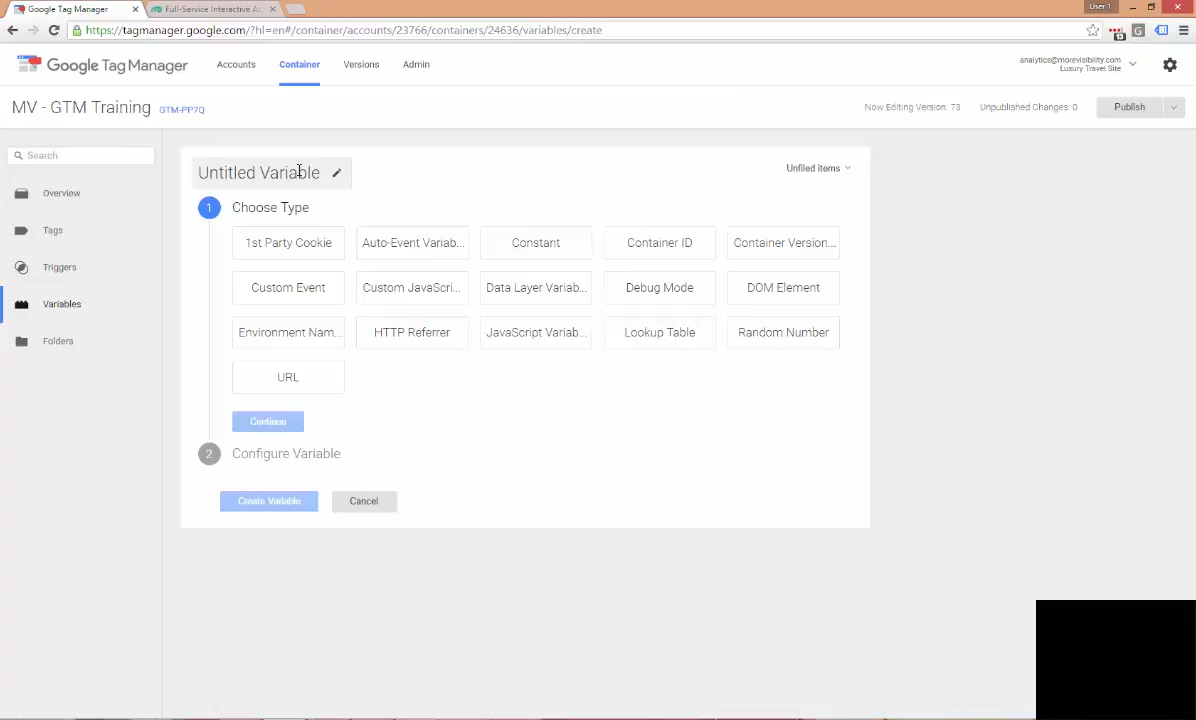 Google Tag Manager
Full-Service Interactive A
User 1
https://tagmanager.google.com/?hl=en#/container/accounts/23766/containers/24636/variables/create
13
G
Google Tag Manager
Accounts
Container
Versions
Admin
analytics@morevisibility.com
Luxury Travel Site
MV - GTM Training
GTM-PP7Q
Now Editing Version: 73
Unpublished Changes: 0
Publish
Search
Overview
Tags
Triggers
Variables
Folders
Untitled Variable
Unfiled items
1
Choose Type
1st Party Cookie
Auto-Event Variab...
Constant
Container ID
Container Version...
Custom Event
Custom JavaScri...
Data Layer Variab...
Debug Mode
DOM Element
Environment Nam...
HTTP Referrer
JavaScript Variab...
Lookup Table
Random Number
URL
Continue
2
Configure Variable
Create Variable
Cancel